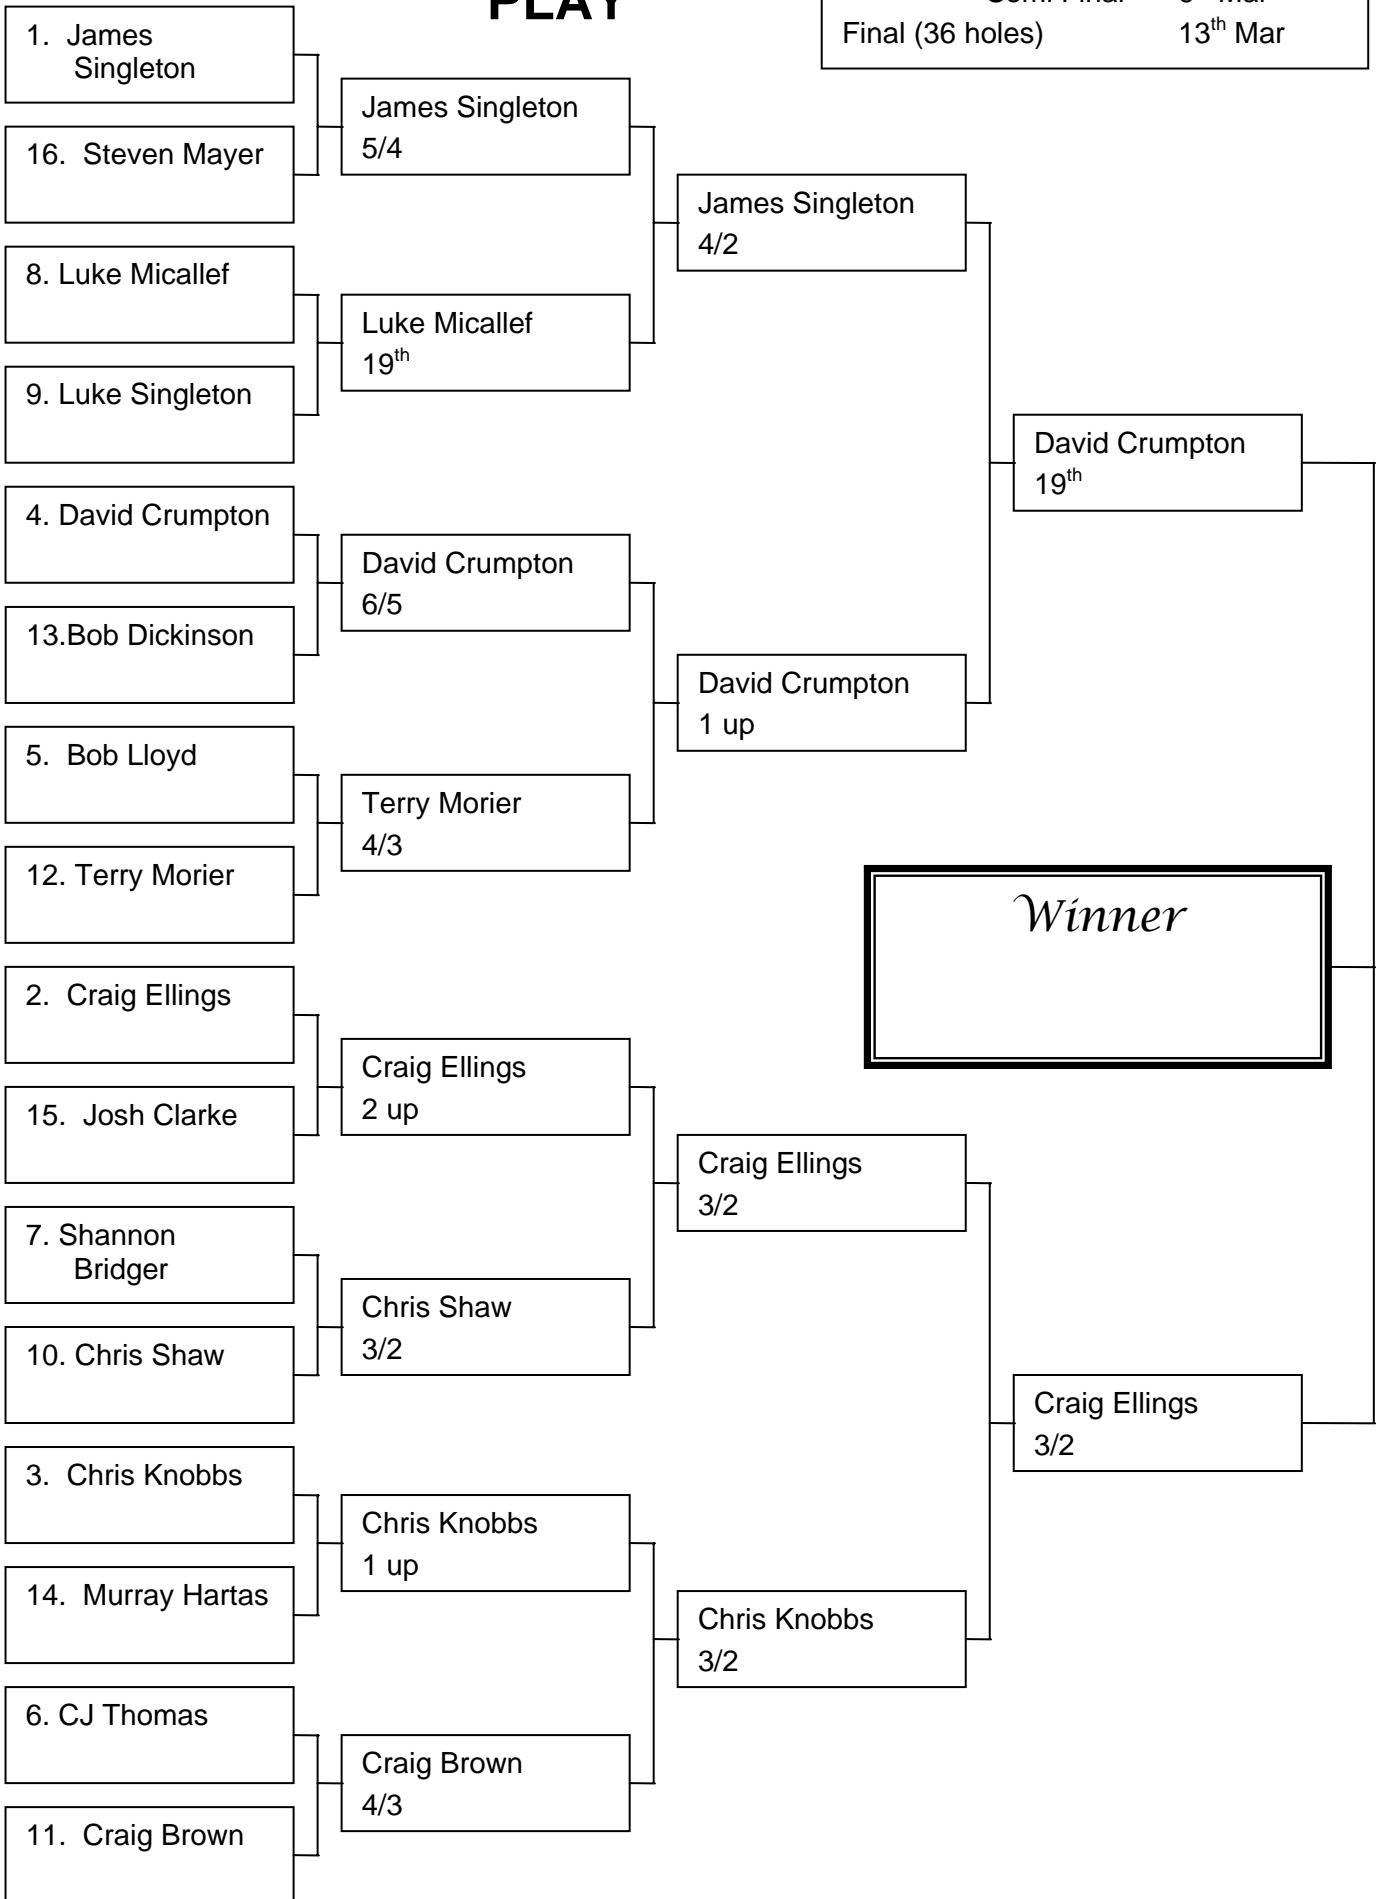 PLAY
Final (36 holes) 13th Mar
1. James
Singleton
16. Steven Mayer
8. Luke Micallef
9. Luke Singleton
4. David Crumpton
13.Bob Dickinson
5. Bob Lloyd
12. Terry Morier
2. Craig Ellings
15. Josh Clarke
7. Shannon
Bridger
10. Chris Shaw
3. Chris Knobbs
14. Murray Hartas
6. CJ Thomas
11. Craig Brown
James Singleton
5/4
Luke Micallef
19th
David Crumpton
6/5
Terry Morier
4/3
Craig Ellings
2 up
Chris Shaw
3/2
Chris Knobbs
1 up
Craig Brown
4/3
James Singleton
4/2
David Crumpton
1 up
Craig Ellings
3/2
Chris Knobbs
3/2
David Crumpton
19th
Craig Ellings
3/2
Winner